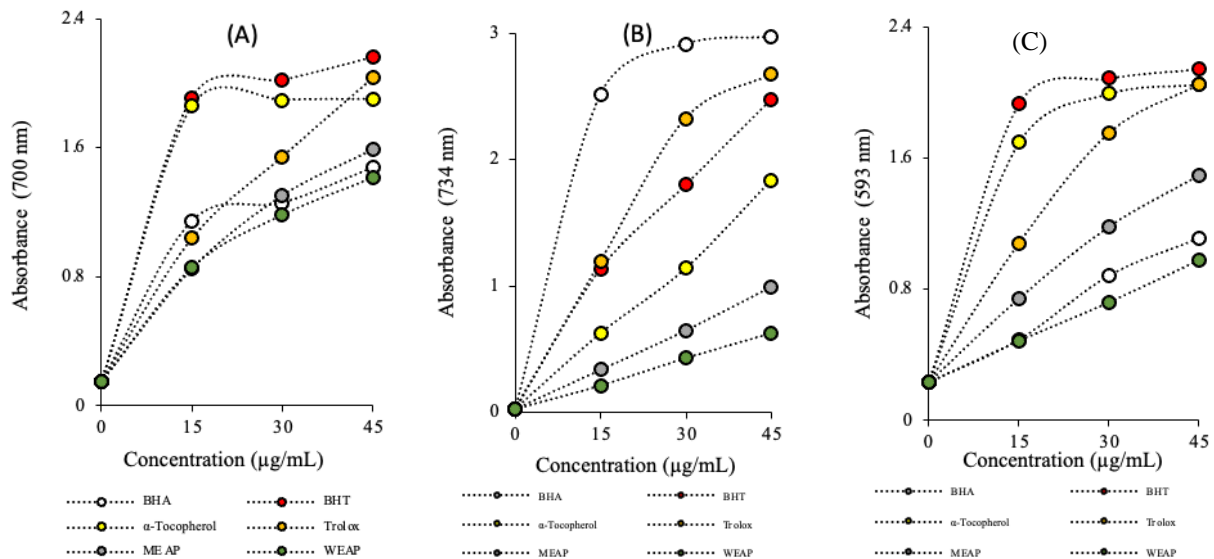 (A)
Absorbance (700 nm)
2.4
1.6
0.8
0
0 15 30 45
Concentration (µg/mL)
BHA BHT
α-Tocopherol Trolox
MEAP WEAP
(B)
Absorbance (734 nm)
3
2
1
0
0 15 30 45
Concentration (µg/mL)
BHA BHT
α-Tocopherol Trolox
MEAP WEAP
(C)
Absorbance (593 nm)
2.4
1.6
0.8
0
0 15 30 45
Concentration (µg/mL)
BHA BHT
α-Tocopherol Trolox
MEAP WEAP